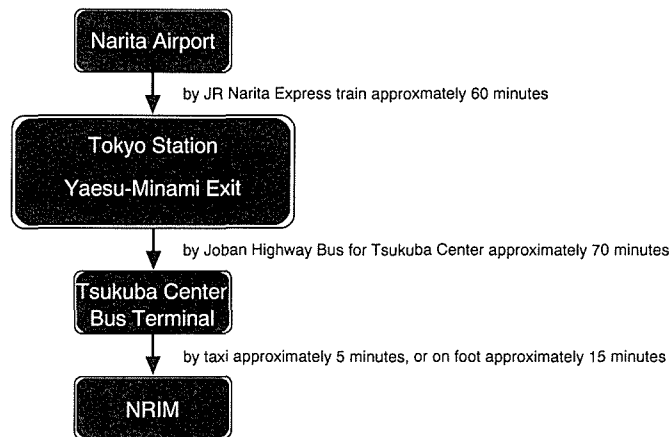 Narita Airport
by JR Narita Express train approxmately 60 minutes
Tokyo Station
Yaesu-Minami Exit
by Joban Highway Bus for Tsukuba Center approximately 70 minutes
Tsukuba Center
Bus Terminal
by taxi approximately 5 minutes, or on foot approximately 15 minutes
NRIM